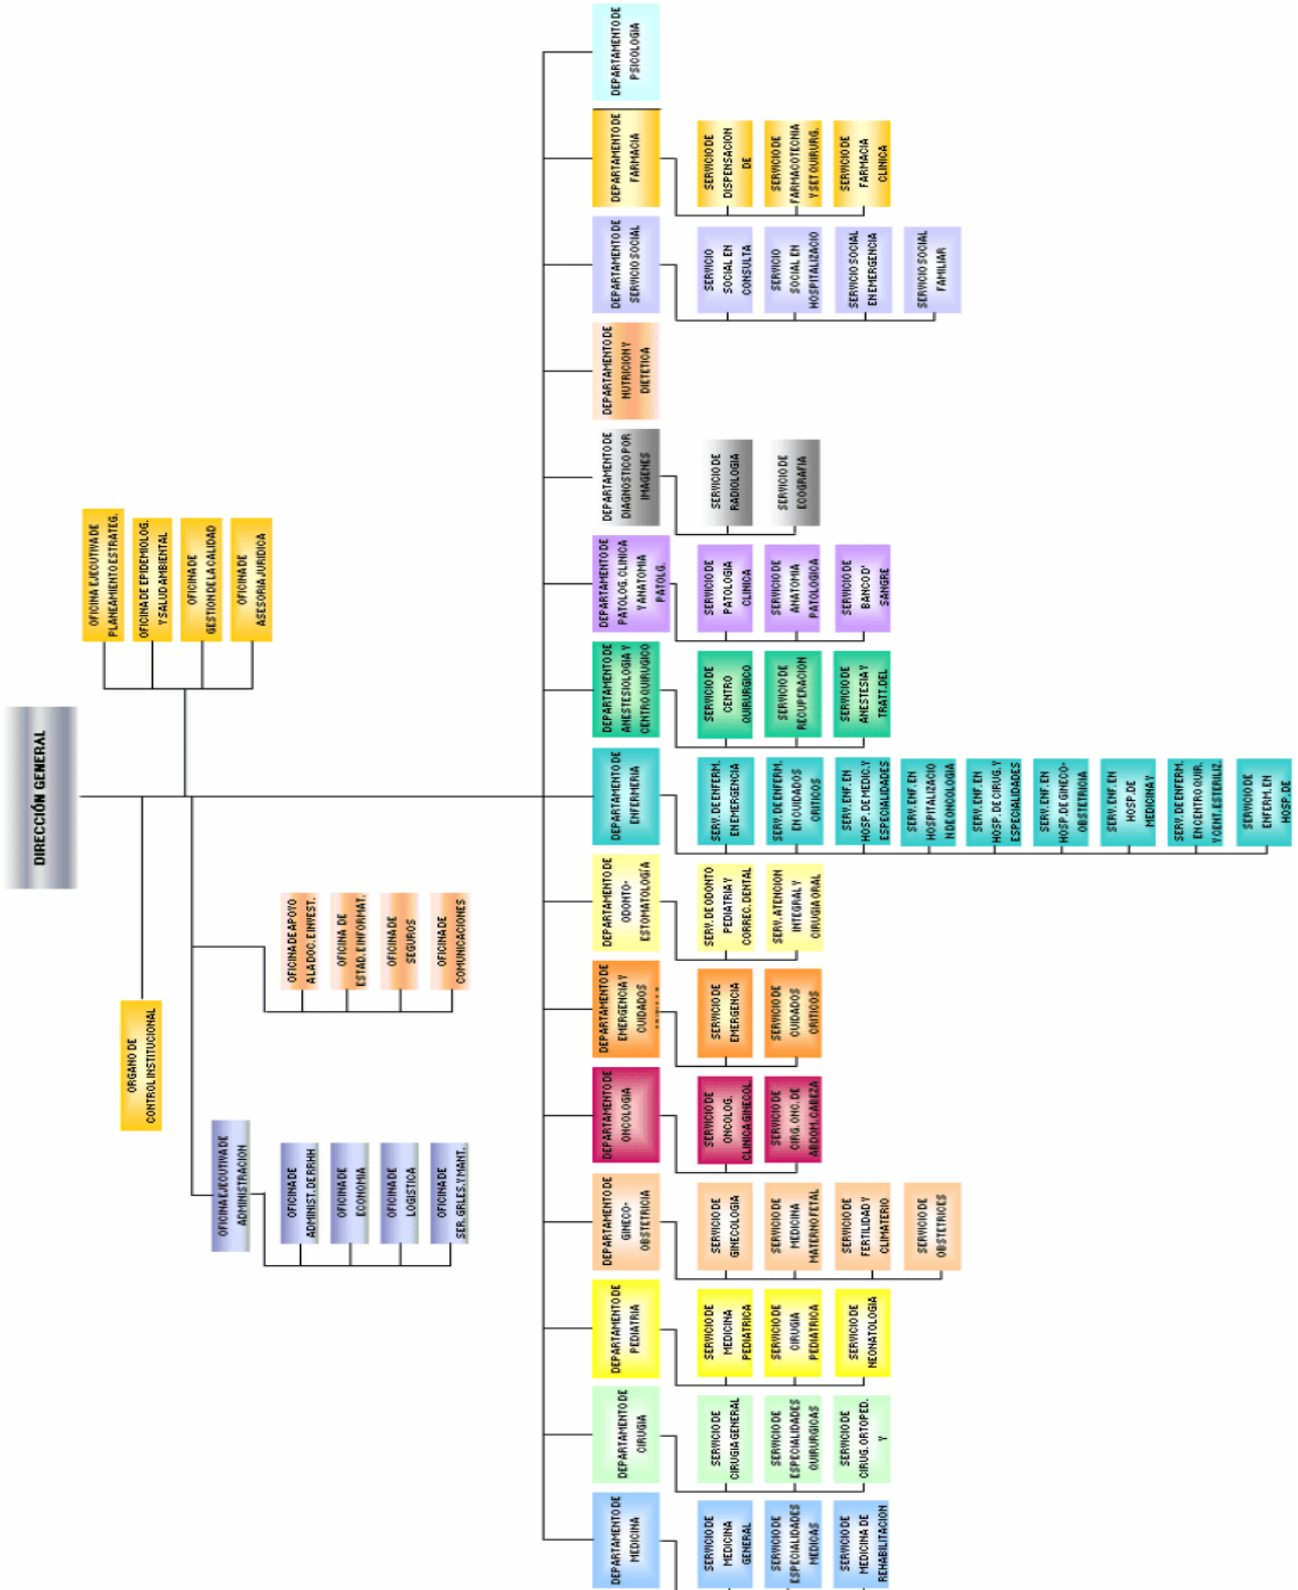 DIRECCIÓN GENERAL
ORGANO DE
CONTROL INSTITUCIONAL
OFICINA EJECUTIVA DE
PLANEAMIENTO ESTRATEG.
OFICINA DE EPIDEMIOLOG.
Y SALUD AMBIENTAL
OFICINA DE
GESTION DE LA CALIDAD
OFICINA DE
ASESORIA JURIDICA
OFICINA EJECUTIVA DE
ADMINISTRACION
OFICINA DE
ADMINIST. DE RRHH
OFICINA DE
ECONOMIA
OFICINA DE
LOGISTICA
OFICINA DE
SER. GRLES. Y MANT.
OFICINA DE APOYO
A LA DOC. E INVEST.
OFICINA DE
ESTAD. E INFORMAT.
OFICINA DE
SEGUROS
OFICINA DE
COMUNICACIONES
DEPARTAMENTO DE
MEDICINA
SERVICIO DE
MEDICINA
GENERAL
SERVICIO DE
ESPECIALIDADES
MEDICAS
SERVICIO DE
MEDICINA DE
REHABILITACION
DEPARTAMENTO DE
CIRUGIA
SERVICIO DE
CIRUGIA GENERAL
SERVICIO DE
ESPECIALIDADES
QUIRURGICAS
SERVICIO DE
CIRUG. ORTOPED.
Y
DEPARTAMENTO DE
PEDIATRIA
SERVICIO DE
MEDICINA
PEDIATRICA
SERVICIO DE
CIRUGIA
PEDIATRICA
SERVICIO DE
NEONATOLOGIA
DEPARTAMENTO DE
GINECO-
OBSTETRICIA
SERVICIO DE
GINECOLOGIA
SERVICIO DE
MEDICINA
MATERNO FETAL
SERVICIO DE
FERTILIDAD Y
CLIMATERIO
SERVICIO DE
OBSTETRICES
DEPARTAMENTO DE
ONCOLOGIA
SERVICIO DE
ONCOLOG.
CLINICA GINECOL.
SERVICIO DE
CIRG. ONC. DE
ABDOM. CABEZA
DEPARTAMENTO DE
EMERGENCIA Y
CUIDADOS
SERVICIO DE
EMERGENCIA
SERVICIO DE
CUIDADOS
CRITICOS
DEPARTAMENTO DE
ODONTO-
ESTOMATOLOGÍA
SERV. DE ODONTO
PEDIATRIA Y
CORREC. DENTAL
SERV. ATENCION
INTEGRAL Y
CIRUGIA ORAL
DEPARTAMENTO DE
ENFERMERIA
SERV. DE ENFERM.
EN EMERGENCIA
SERV. DE ENFERM.
EN CUIDADOS
CRITICOS
SERV. ENF. EN
HOSP. DE MEDIC. Y
ESPECIALIDADES
SERV. ENF. EN
HOSPITALIZACIO
N DE ONCOLOGIA
SERV. ENF. EN
HOSP. DE CIRUG. Y
ESPECIALIDADES
SERV. ENF. EN
HOSP. DE GINECO-
OBSTETRICIA
SERV. ENF. EN
HOSP. DE
MEDICINA Y
SERV. DE ENFERM.
EN CENTRO QUIR.
Y CENT. ESTERILIZ.
SERVICIO DE
ENFERM. EN
HOSP. DE
DEPARTAMENTO DE
ANESTESIOLOGIA Y
CENTRO QUIRUGICO
SERVICIO DE
CENTRO
QUIRURGICO
SERVICIO DE
RECUPERACION
SERVICIO DE
ANESTESIA Y
TRATT. DEL
DEPARTAMENTO DE
PATOLOG. CLINICA
Y ANATOMIA
PATOLG.
SERVICIO DE
PATOLOGIA
CLINICA
SERVICIO DE
ANATOMIA
PATOLOGICA
SERVICIO DE
BANCO D'
SANGRE
DEPARTAMENTO DE
DIAGNOSTICO POR
IMAGENES
SERVICIO DE
RADIOLOGIA
SERVICIO DE
ECOGRAFIA
DEPARTAMENTO DE
NUTRICION Y
DIETETICA
DEPARTAMENTO DE
SERVICIO SOCIAL
SERVICIO
SOCIAL EN
CONSULTA
SERVICIO
SOCIAL EN
HOSPITALIZACIO
SERVICIO SOCIAL
EN EMERGENCIA
SERVICIO SOCIAL
FAMILIAR
DEPARTAMENTO DE
FARMACIA
SERVICIO DE
DISPENSACION
DE
SERVICIO DE
FARMACOTECNIA
Y SET QUIRURG.
SERVICIO DE
FARMACIA
CLINICA
DEPARTAMENTO DE
PSICOLOGIA